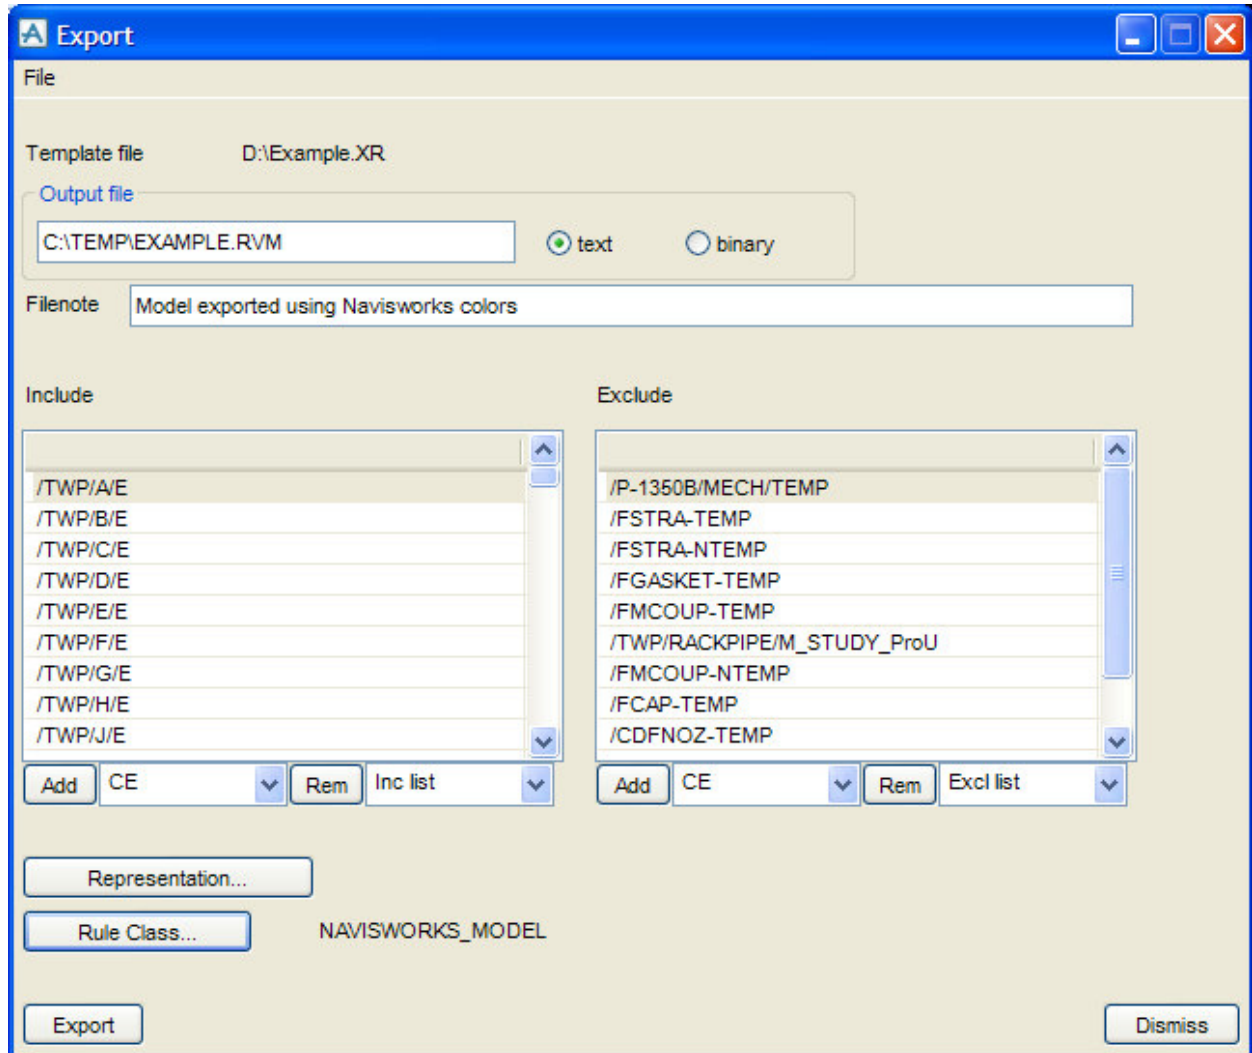 Export
File
Template file D:\Example.XR
Output file
C:\TEMP\EXAMPLE.RVM text binary
Filenote Model exported using Navisworks colors
Include Exclude
/TWP/A/E /P-1350B/MECH/TEMP
/TWP/B/E /FSTRA-TEMP
/TWP/C/E /FSTRA-NTEMP
/TWP/D/E /FGASKET-TEMP
/TWP/E/E /FMCOUP-TEMP
/TWP/F/E /TWP/RACKPIPE/M_STUDY_ProU
/TWP/G/E /FMCOUP-NTEMP
/TWP/H/E /FCAP-TEMP
/TWP/J/E /CDFNOZ-TEMP
Add CE Rem Inc list Add CE Rem Excl list
Representation...
Rule Class... NAVISWORKS_MODEL
Export Dismiss